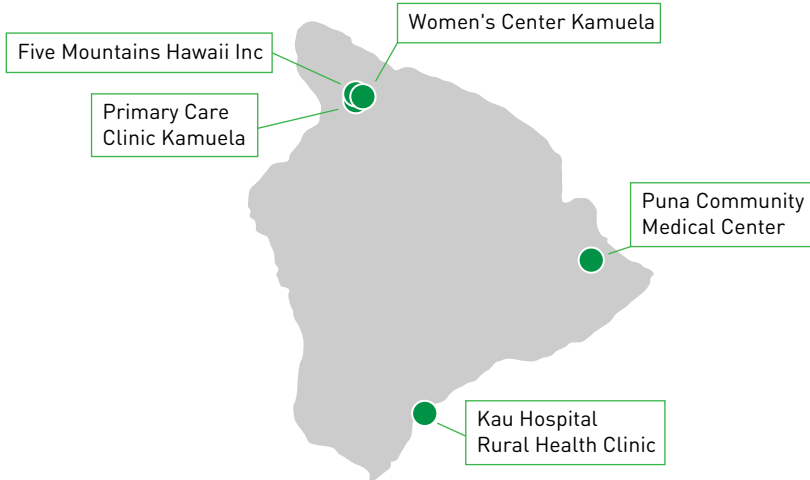 Women's Center Kamuela
Five Mountains Hawaii Inc
Primary Care
Clinic Kamuela
Puna Community
Medical Center
Kau Hospital
Rural Health Clinic